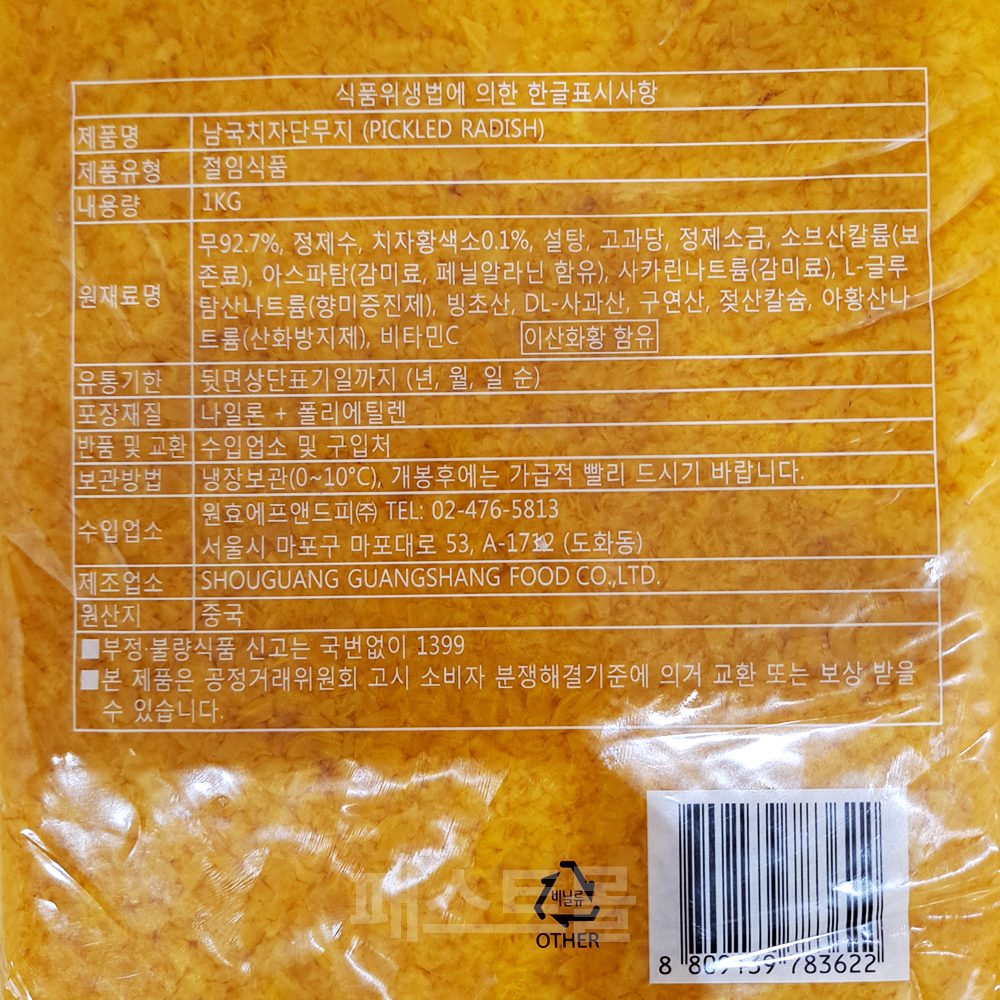 식품위생법에 의한 한글표시사항
제품명 남국치자단무지 (PICKLED RADISH)
제품유형 절임식품
내용량 1KG
원재료명 무92.7%, 정제수, 치자황색소0.1%, 설탕, 고과당, 정제소금, 소브산칼륨(보
존료), 아스파탐(감미료, 페닐알라닌 함유), 사카린나트륨(감미료), L-글루
탐산나트륨(향미증진제), 빙초산, DL-사과산, 구연산, 젖산칼슘, 아황산나
트륨(산화방지제), 비타민C 이산화황 함유
유통기한 뒷면상단표기일까지 (년, 월, 일 순)
포장재질 나일론 + 폴리에틸렌
반품 및 교환 수입업소 및 구입처
보관방법 냉장보관(0~10°C), 개봉후에는 가급적 빨리 드시기 바랍니다.
수입업소 원효에프앤드피㈜ TEL: 02-476-5813
서울시 마포구 마포대로 53, A-1712 (도화동)
제조업소 SHOUGUANG GUANGSHANG FOOD CO.,LTD.
원산지 중국
■부정·불량식품 신고는 국번없이 1399
■본 제품은 공정거래위원회 고시 소비자 분쟁해결기준에 의거 교환 또는 보상 받을
수 있습니다.
비닐류
패스트몰
OTHER
8 809139 783622